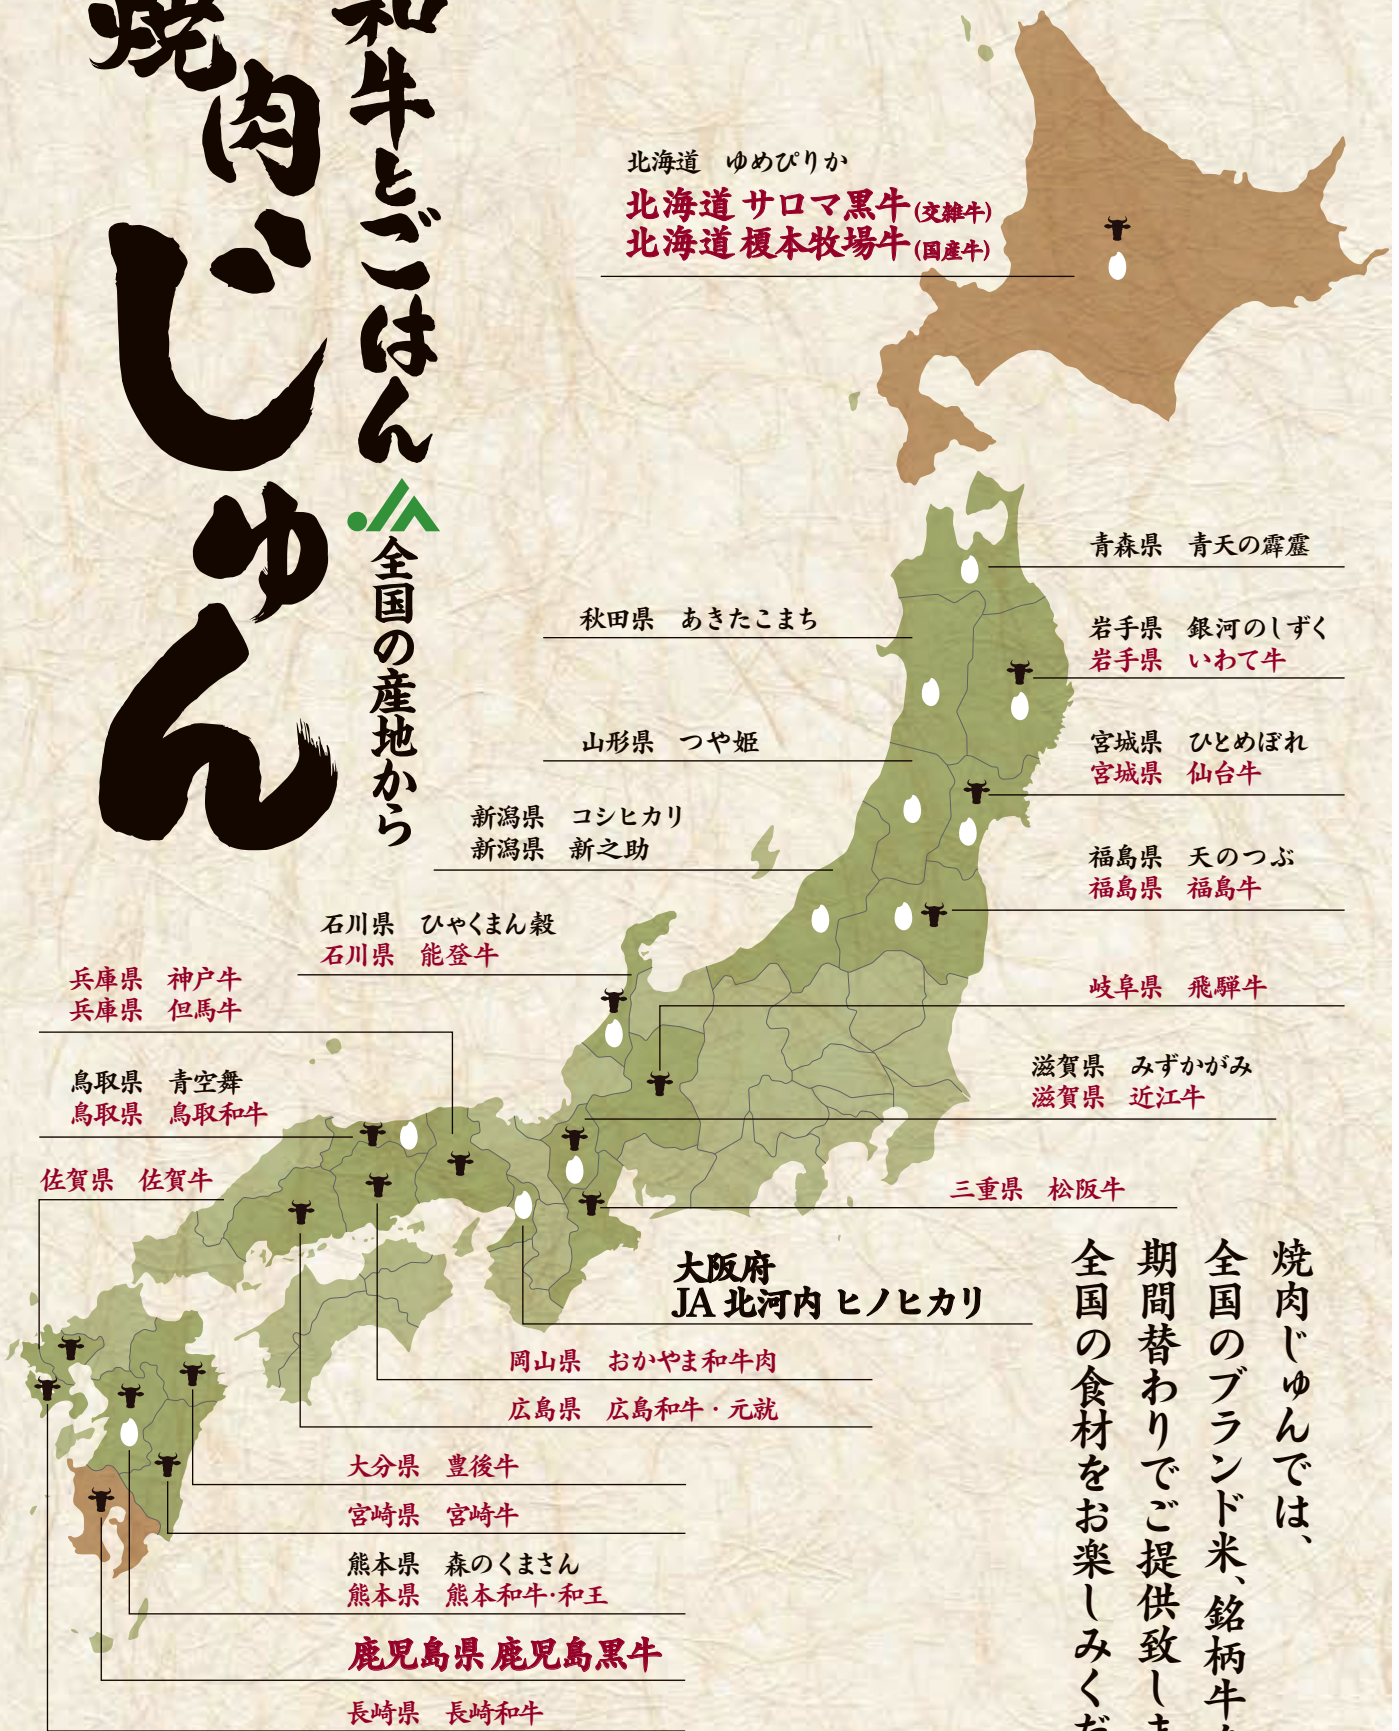 和牛とごはん
焼肉じゅん
JA全国の産地から
北海道 ゆめぴりか
北海道 サロマ黒牛(交雑牛)
北海道 榎本牧場牛(国産牛)
青森県 青天の霹靂
秋田県 あきたこまち
岩手県 銀河のしずく
岩手県 いわて牛
山形県 つや姫
宮城県 ひとめぼれ
宮城県 仙台牛
新潟県 コシヒカリ
新潟県 新之助
福島県 天のつぶ
福島県 福島牛
石川県 ひゃくまん穀
石川県 能登牛
兵庫県 神戸牛
兵庫県 但馬牛
岐阜県 飛騨牛
鳥取県 青空舞
鳥取県 鳥取和牛
滋賀県 みずかがみ
滋賀県 近江牛
佐賀県 佐賀牛
三重県 松阪牛
大阪府
JA 北河内 ヒノヒカリ
岡山県 おかやま和牛肉
広島県 広島和牛・元就
大分県 豊後牛
宮崎県 宮崎牛
熊本県 森のくまさん
熊本県 熊本和牛・和王
鹿児島県 鹿児島黒牛
長崎県 長崎和牛
焼肉じゅんでは、
全国のブランド米、銘柄牛
期間替わりでご提供致しま
全国の食材をお楽しみくだ